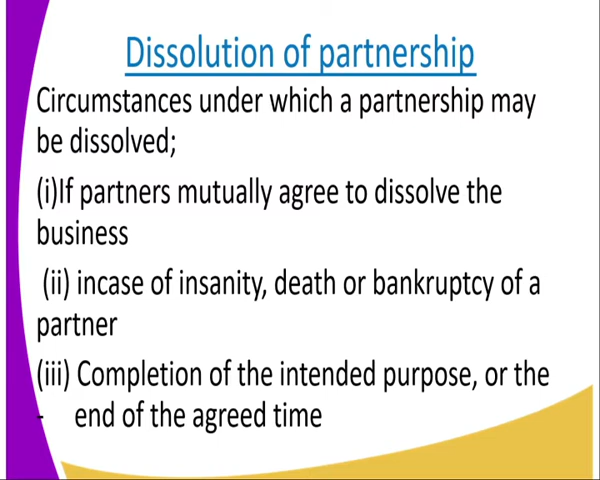 Dissolution of partnership
Circumstances under which a partnership may
be dissolved;
(i)If partners mutually agree to dissolve the
business
(ii) incase of insanity, death or bankruptcy of a
partner
(iii) Completion of the intended purpose, or the
- end of the agreed time